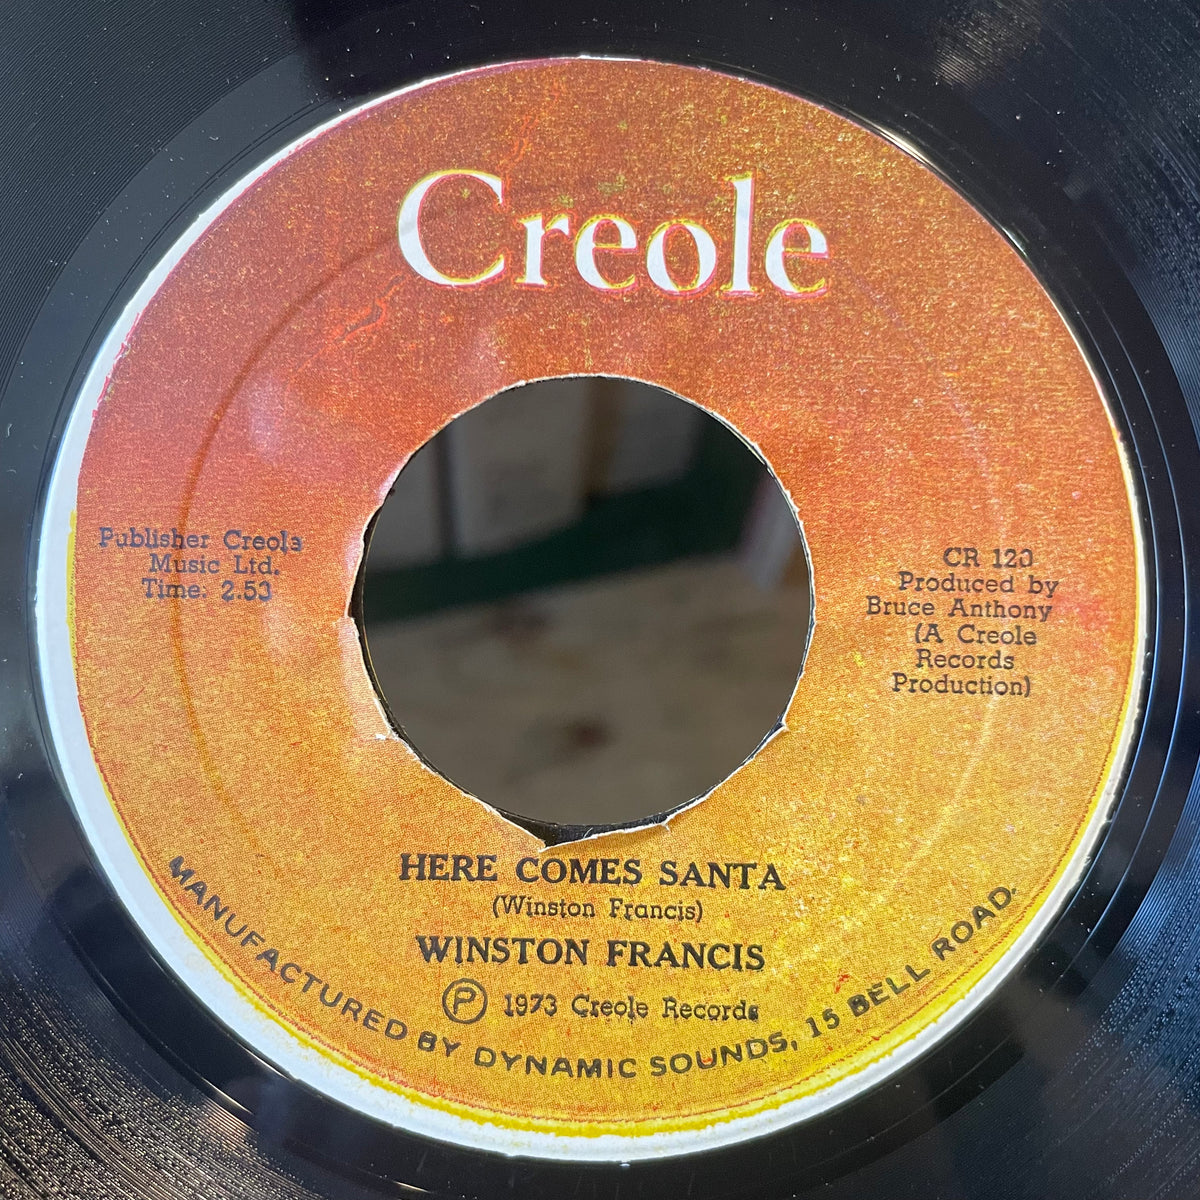 Creole
Publisher Creole
Music Ltd.
Time. 2.53
CR 120
Produced by
Bruce Anthony
(A Creole
Records
Production)
HERE COMES SANTA
(Winston Francis)
WINSTON FRANCIS
Ⓟ 1973 Creole Records
MANUFACTURED BY DYNAMIC SOUNDS, 15 BELL ROAD.